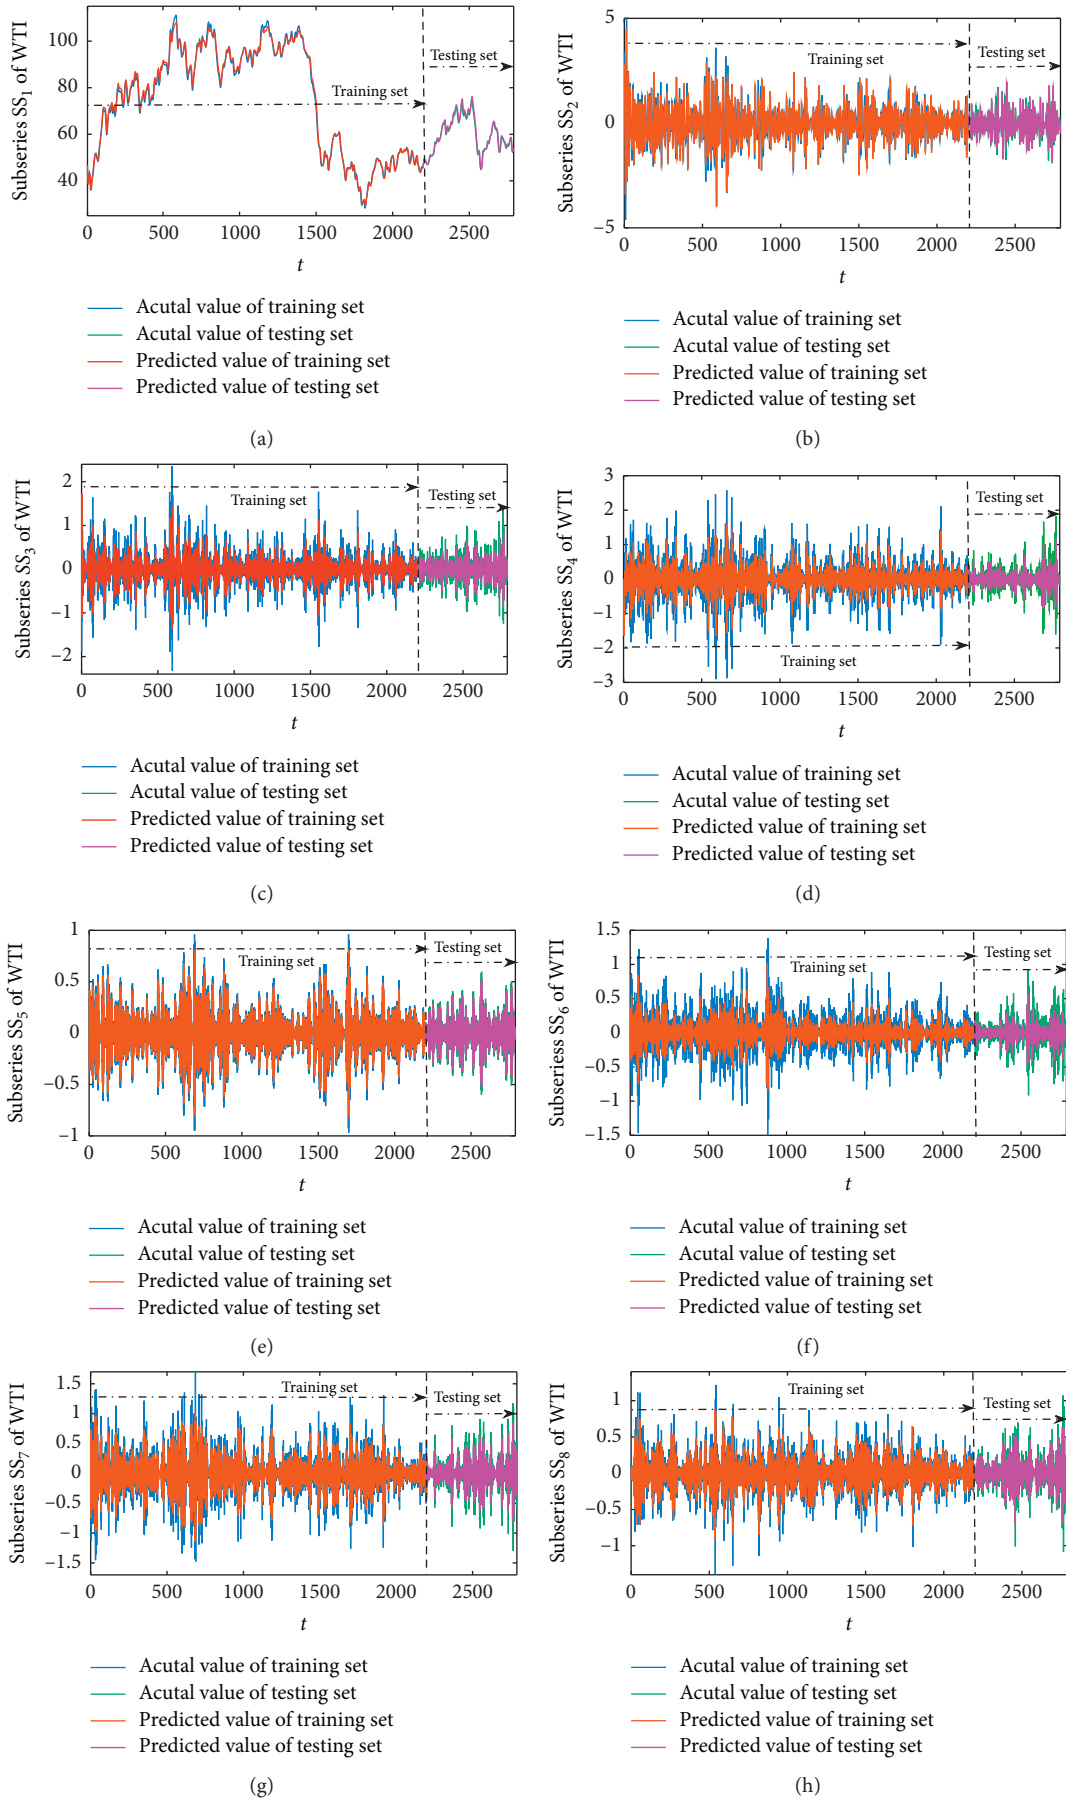 Subseries SS1 of WTI
100
80
60
40
Training set
Testing set
0 500 1000 1500 2000 2500
t
Acutal value of training set
Acutal value of testing set
Predicted value of training set
Predicted value of testing set
(a)
Subseries SS2 of WTI
5
0
−5
Training set
Testing set
0 500 1000 1500 2000 2500
t
Acutal value of training set
Acutal value of testing set
Predicted value of training set
Predicted value of testing set
(b)
Subseries SS3 of WTI
2
1
0
−1
−2
Training set
Testing set
0 500 1000 1500 2000 2500
t
Acutal value of training set
Acutal value of testing set
Predicted value of training set
Predicted value of testing set
(c)
Subseries SS4 of WTI
3
2
1
0
−1
−2
−3
Testing set
Training set
0 500 1000 1500 2000 2500
t
Acutal value of training set
Acutal value of testing set
Predicted value of training set
Predicted value of testing set
(d)
Subseries SS5 of WTI
1
0.5
0
−0.5
−1
Training set
Testing set
0 500 1000 1500 2000 2500
t
Acutal value of training set
Acutal value of testing set
Predicted value of training set
Predicted value of testing set
(e)
Subseriess SS6 of WTI
1.5
1
0.5
0
−0.5
−1
−1.5
Training set
Testing set
0 500 1000 1500 2000 2500
t
Acutal value of training set
Acutal value of testing set
Predicted value of training set
Predicted value of testing set
(f)
Subseries SS7 of WTI
1.5
1
0.5
0
−0.5
−1
−1.5
Training set
Testing set
0 500 1000 1500 2000 2500
t
Acutal value of training set
Acutal value of testing set
Predicted value of training set
Predicted value of testing set
(g)
Subseries SS8 of WTI
1
0.5
0
−0.5
−1
Training set
Testing set
0 500 1000 1500 2000 2500
t
Acutal value of training set
Acutal value of testing set
Predicted value of training set
Predicted value of testing set
(h)